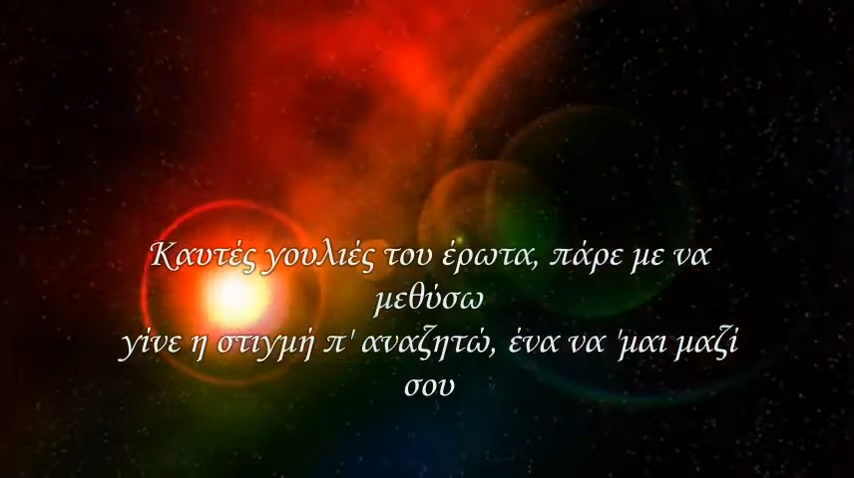 Καυτές γουλιές του έρωτα, πάρε με να
μεθύσω
γίνε η στιγμή π' αναζητώ, ένα να 'μαι μαζί
σου